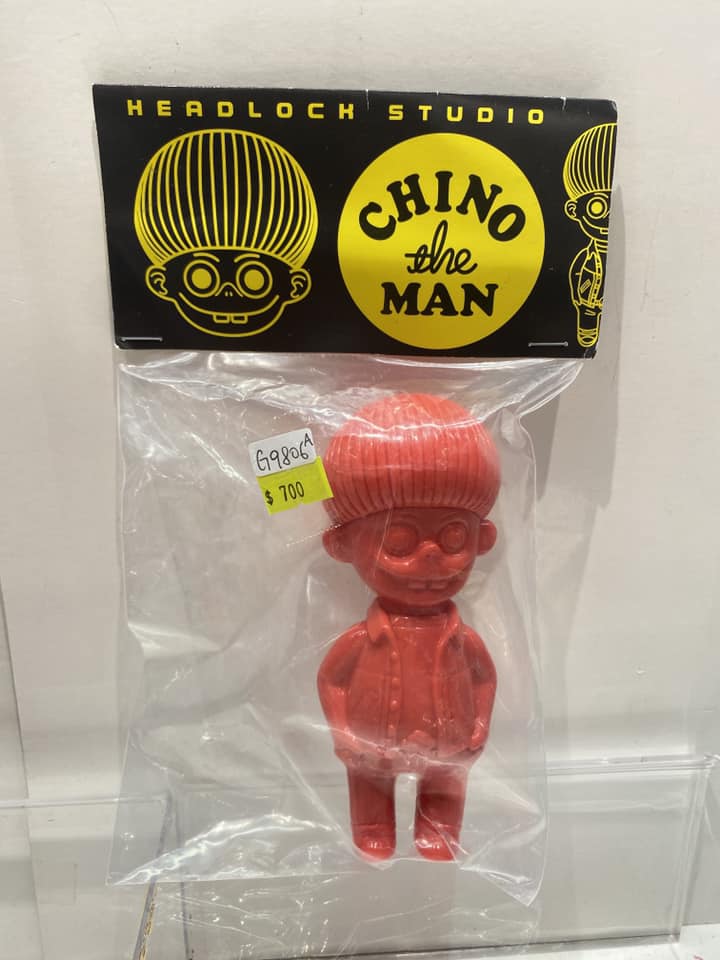 HEADLOCK STUDIO
CHINO
the
MAN
G9806A
$ 700